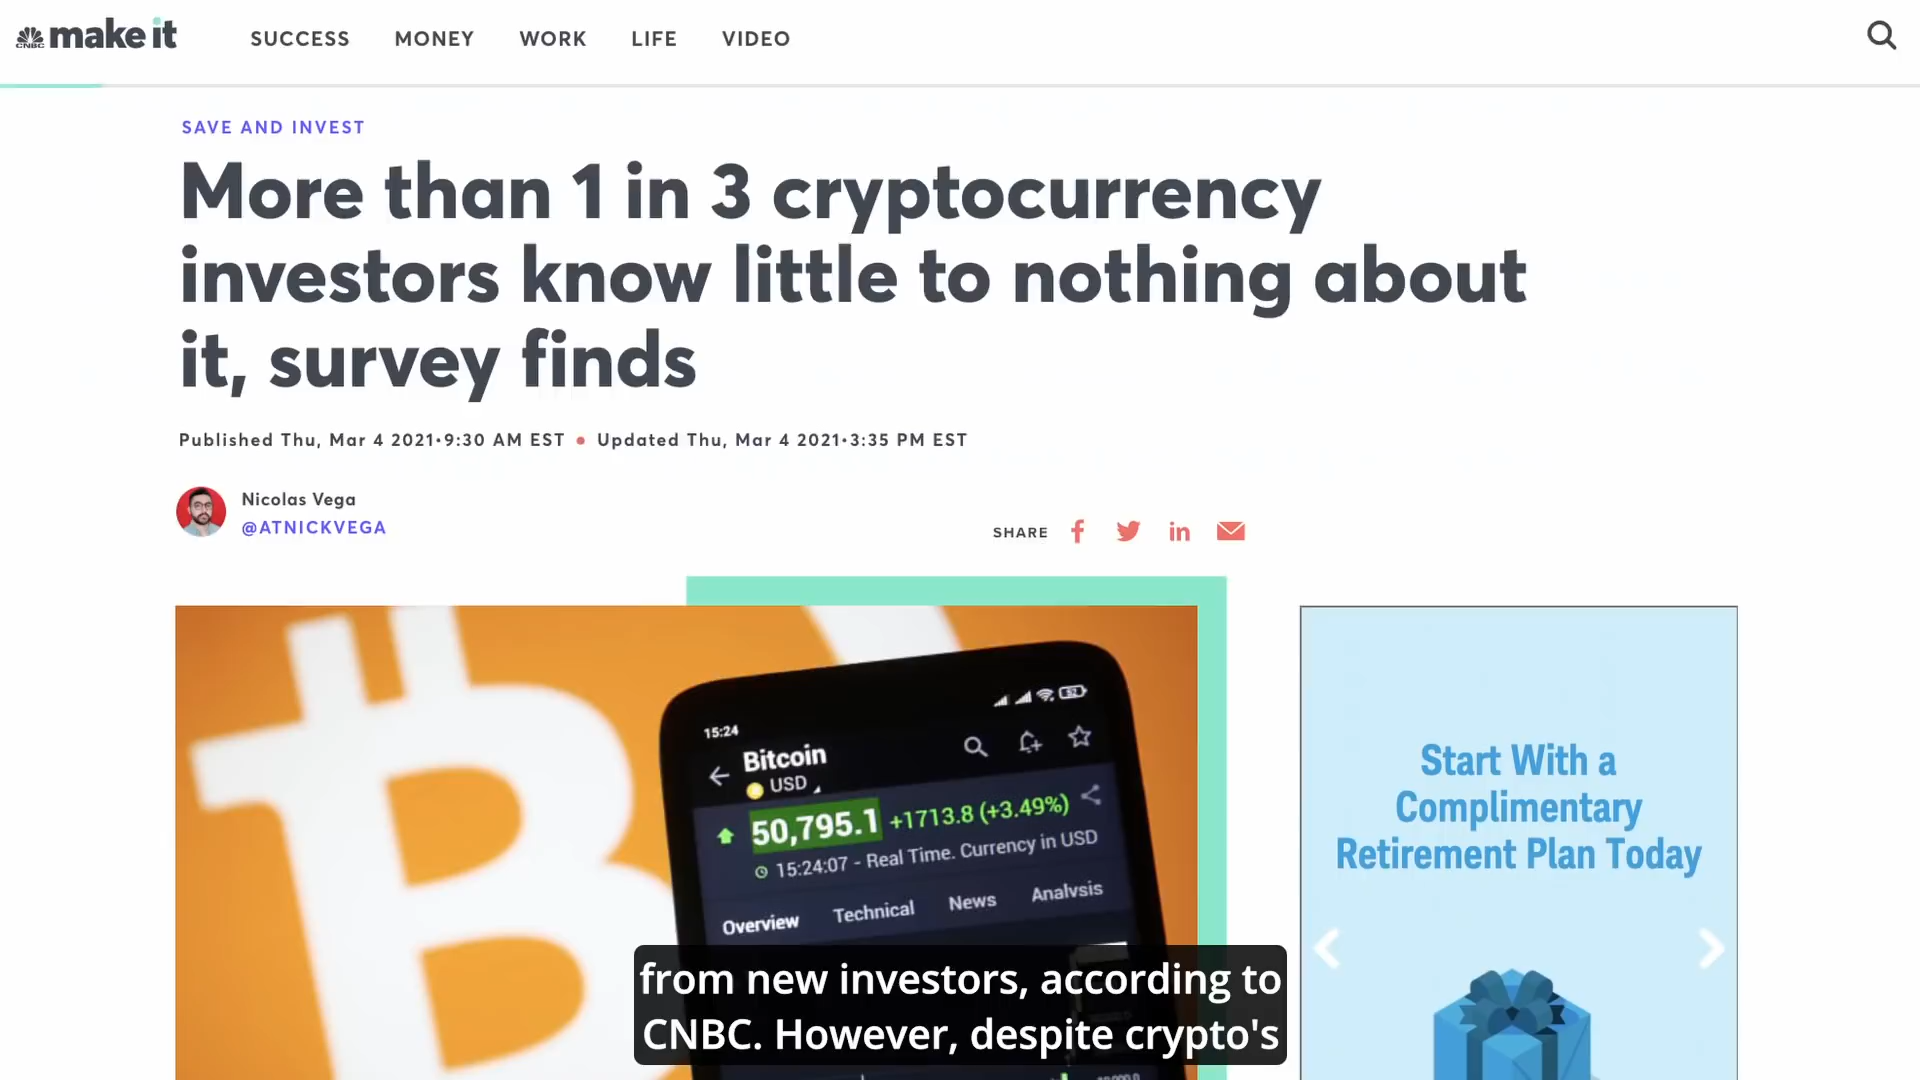 CNBC make it
SUCCESS MONEY WORK LIFE VIDEO
SAVE AND INVEST
More than 1 in 3 cryptocurrency
investors know little to nothing about
it, survey finds
Published Thu, Mar 4 2021•9:30 AM EST • Updated Thu, Mar 4 2021•3:35 PM EST
Nicolas Vega
@ATNICKVEGA
SHARE
15:24
52
Bitcoin
USD
50,795.1 +1713.8 (+3.49%)
15:24:07 - Real Time. Currency in USD
Overview Technical News Analysis
Start With a
Complimentary
Retirement Plan Today
from new investors, according to
CNBC. However, despite crypto's